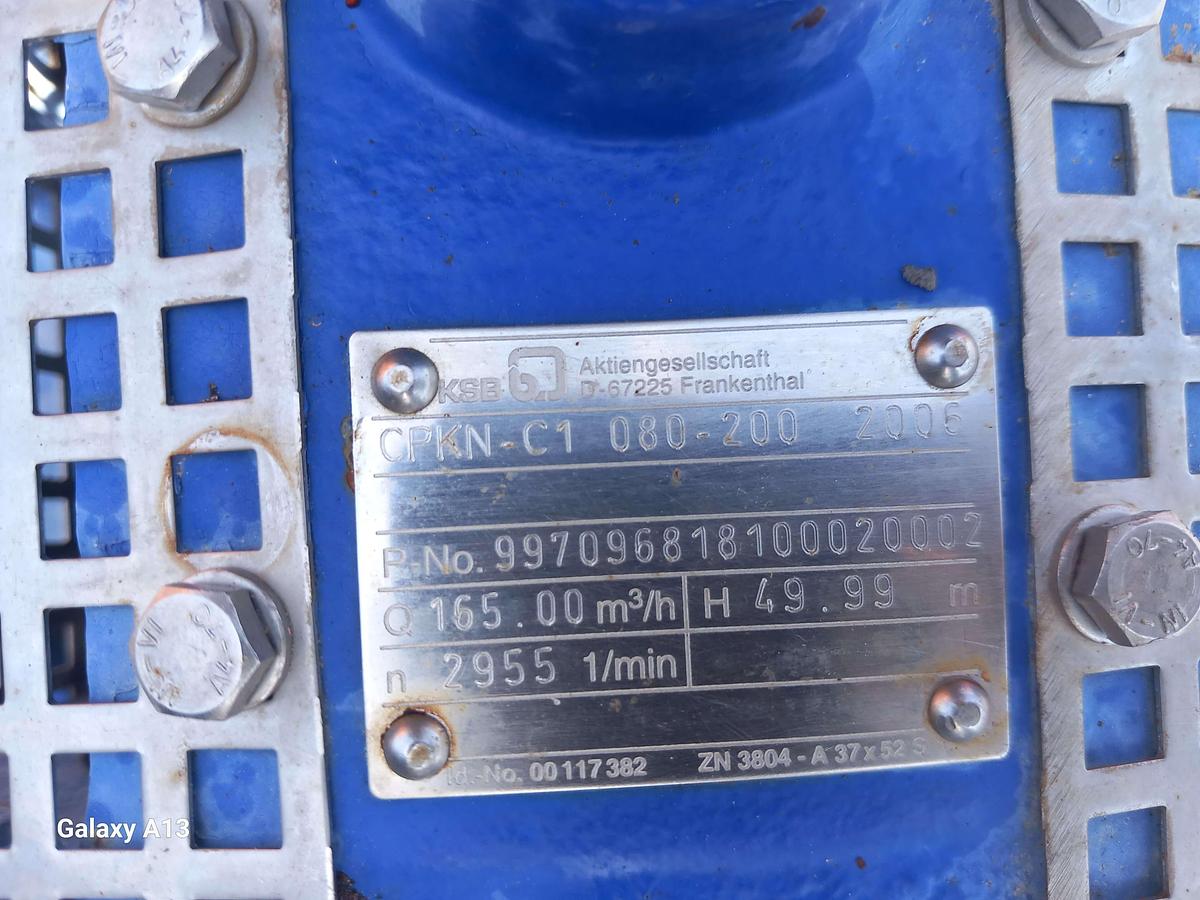 KSB Aktiengesellschaft
D-67225 Frankenthal
CPKN-C1 080-200 2006
P-No. 997096818100020002
Q 165.00 m³/h H 49.99 m
n 2955 1/min
Id.-No. 00 117 382 ZN 3804 - A 37 x 52 S
Galaxy A13